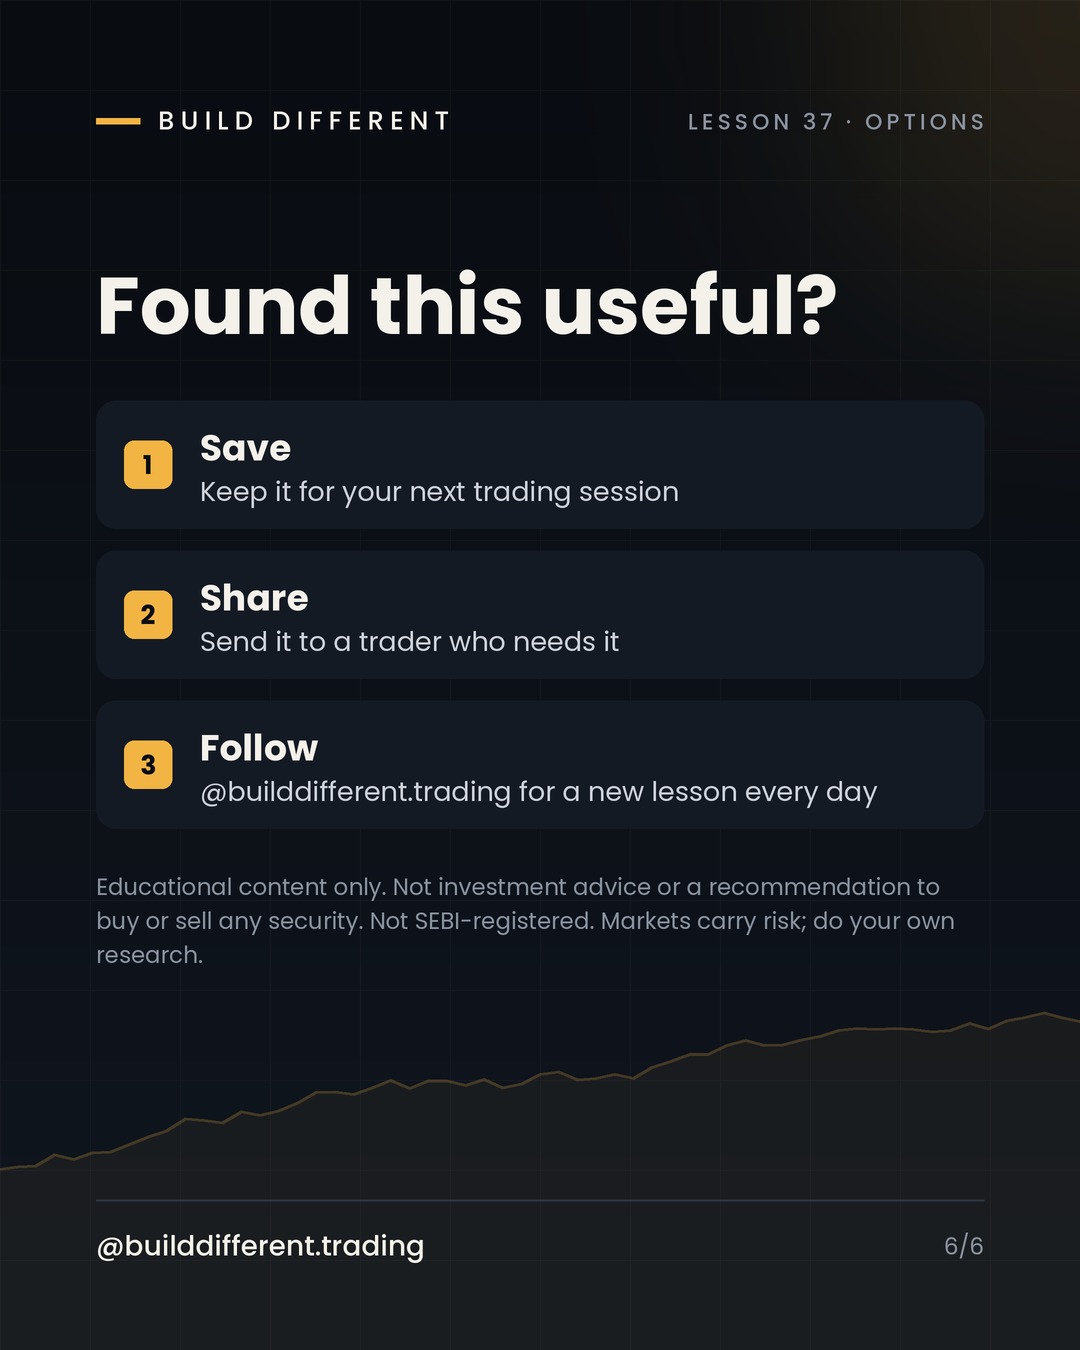 BUILD DIFFERENT
LESSON 37 · OPTIONS
Found this useful?
1
Save
Keep it for your next trading session
2
Share
Send it to a trader who needs it
3
Follow
@builddifferent.trading for a new lesson every day
Educational content only. Not investment advice or a recommendation to
buy or sell any security. Not SEBI-registered. Markets carry risk; do your own
research.
@builddifferent.trading
6/6